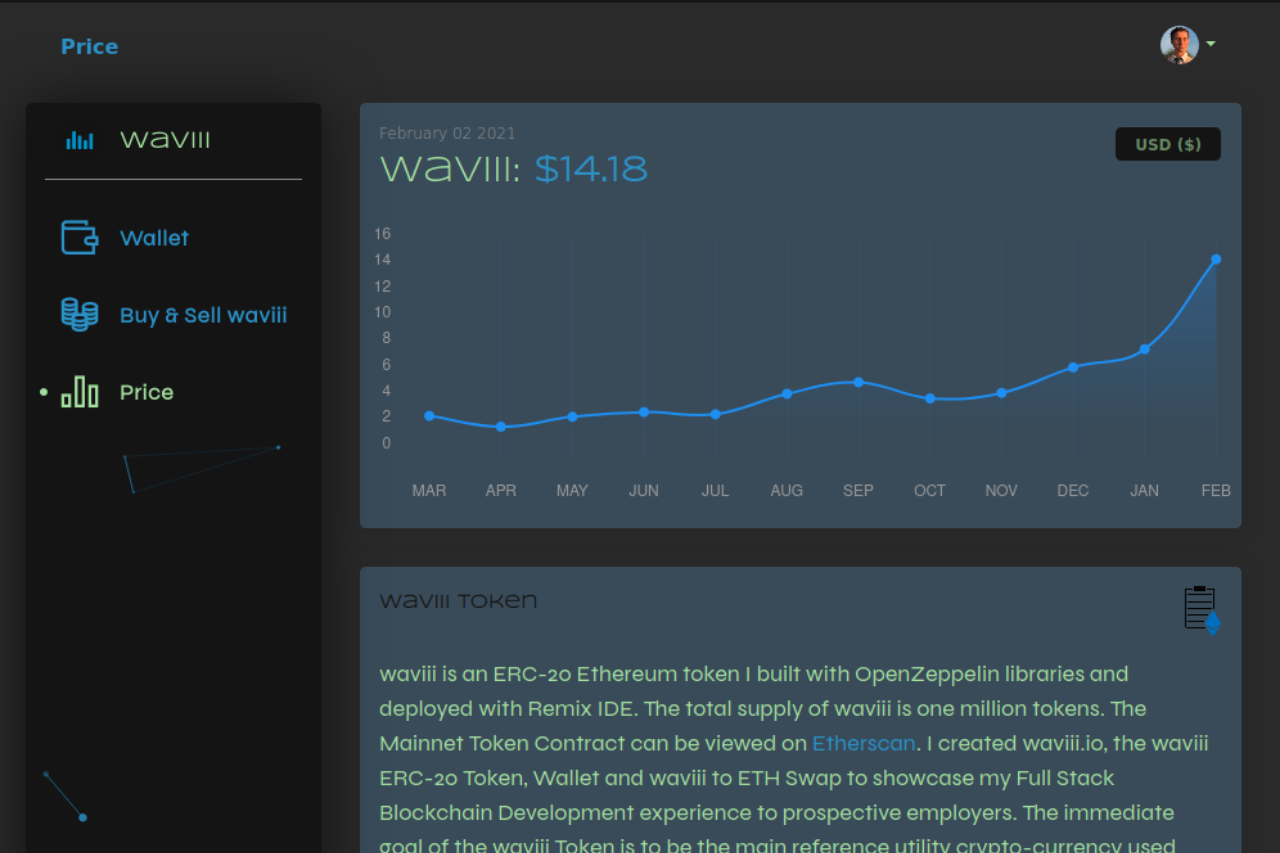 Price
waviii
Wallet
Buy & Sell waviii
Price
February 02 2021
waviii: $14.18
USD ($)
16
14
12
10
8
6
4
2
0
MAR APR MAY JUN JUL AUG SEP OCT NOV DEC JAN FEB
waviii Token
waviii is an ERC-20 Ethereum token I built with OpenZeppelin libraries and
deployed with Remix IDE. The total supply of waviii is one million tokens. The
Mainnet Token Contract can be viewed on Etherscan. I created waviii.io, the waviii
ERC-20 Token, Wallet and waviii to ETH Swap to showcase my Full Stack
Blockchain Development experience to prospective employers. The immediate
goal of the waviii Token is to be the main reference utility crypto-currency used